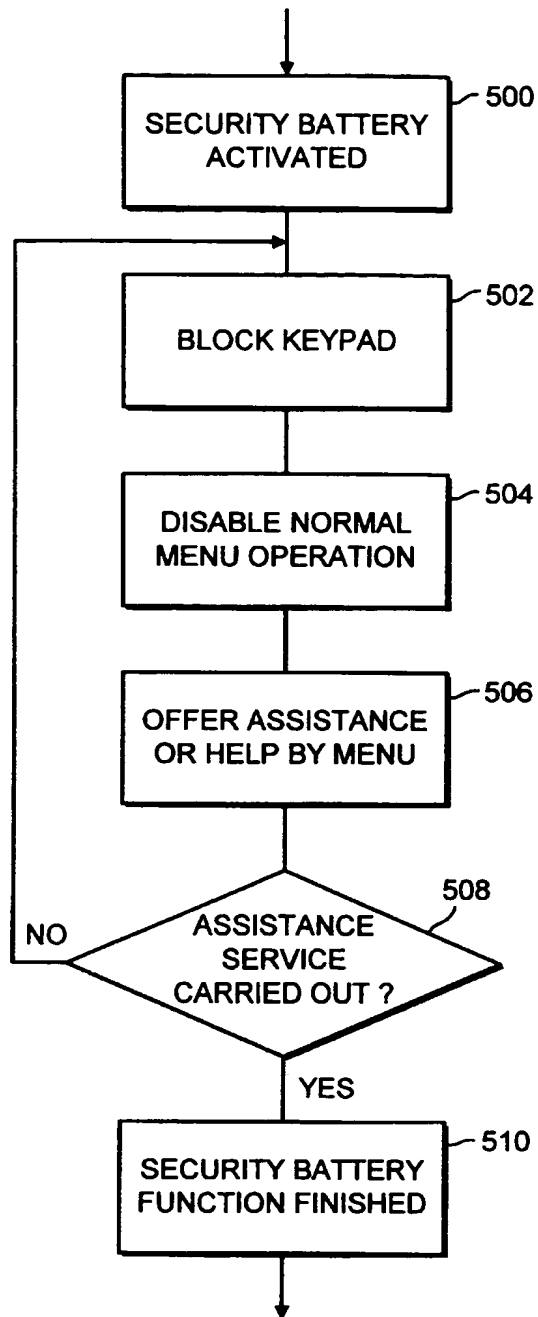 500
SECURITY BATTERY
ACTIVATED
502
BLOCK KEYPAD
504
DISABLE NORMAL
MENU OPERATION
506
OFFER ASSISTANCE
OR HELP BY MENU
508
NO
ASSISTANCE
SERVICE
CARRIED OUT ?
YES
510
SECURITY BATTERY
FUNCTION FINISHED